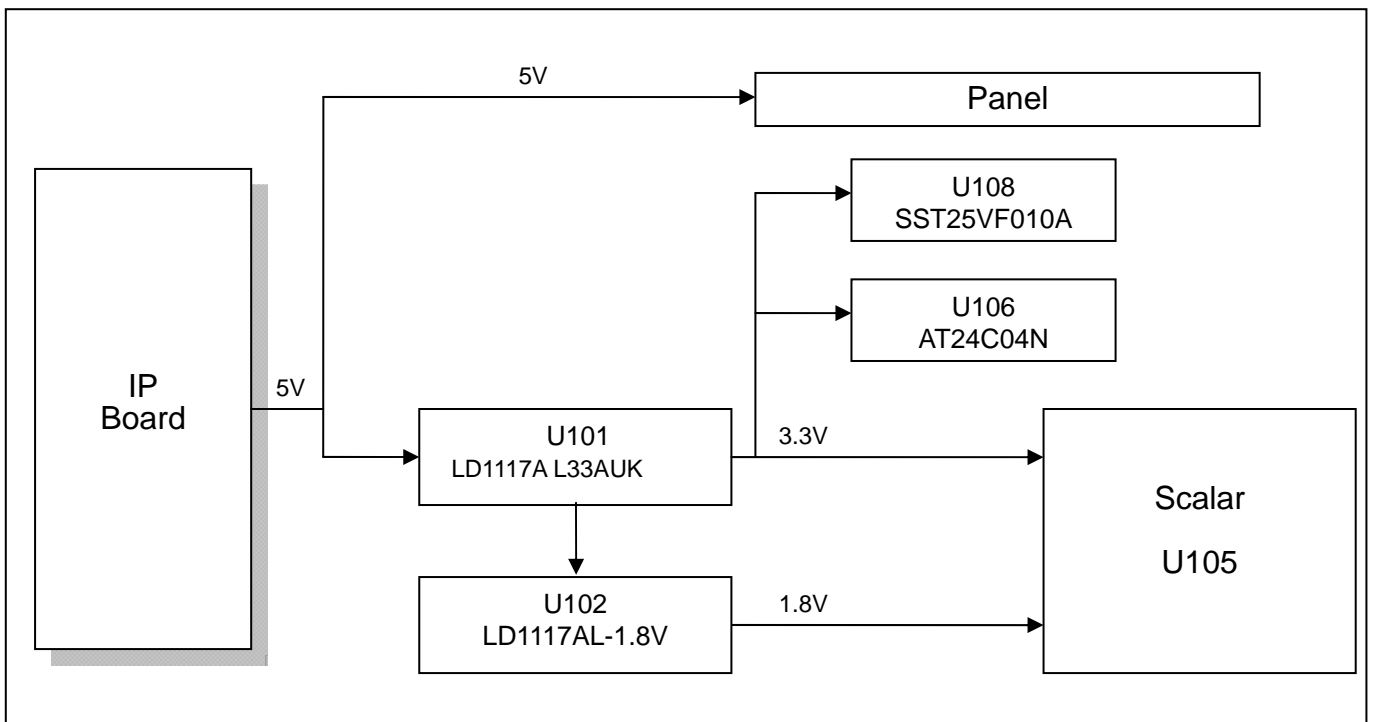 5V
Panel
U108
SST25VF010A
U106
AT24C04N
IP
Board
5V
U101
LD1117A L33AUK
3.3V
Scalar
U105
U102
LD1117AL-1.8V
1.8V